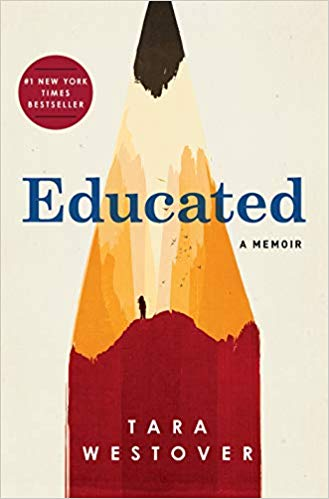 #1 NEW YORK
TIMES
BESTSELLER
Educated
A MEMOIR
TARA
WESTOVER